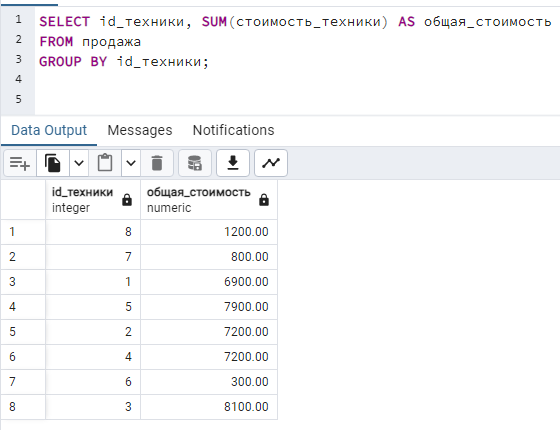 1 SELECT id_техники, SUM(стоимость_техники) AS общая_стоимость
2 FROM продажа
3 GROUP BY id_техники;
4
5
Data Output Messages Notifications
id_техники общая_стоимость
integer numeric
1 8 1200.00
2 7 800.00
3 1 6900.00
4 5 7900.00
5 2 7200.00
6 4 7200.00
7 6 300.00
8 3 8100.00